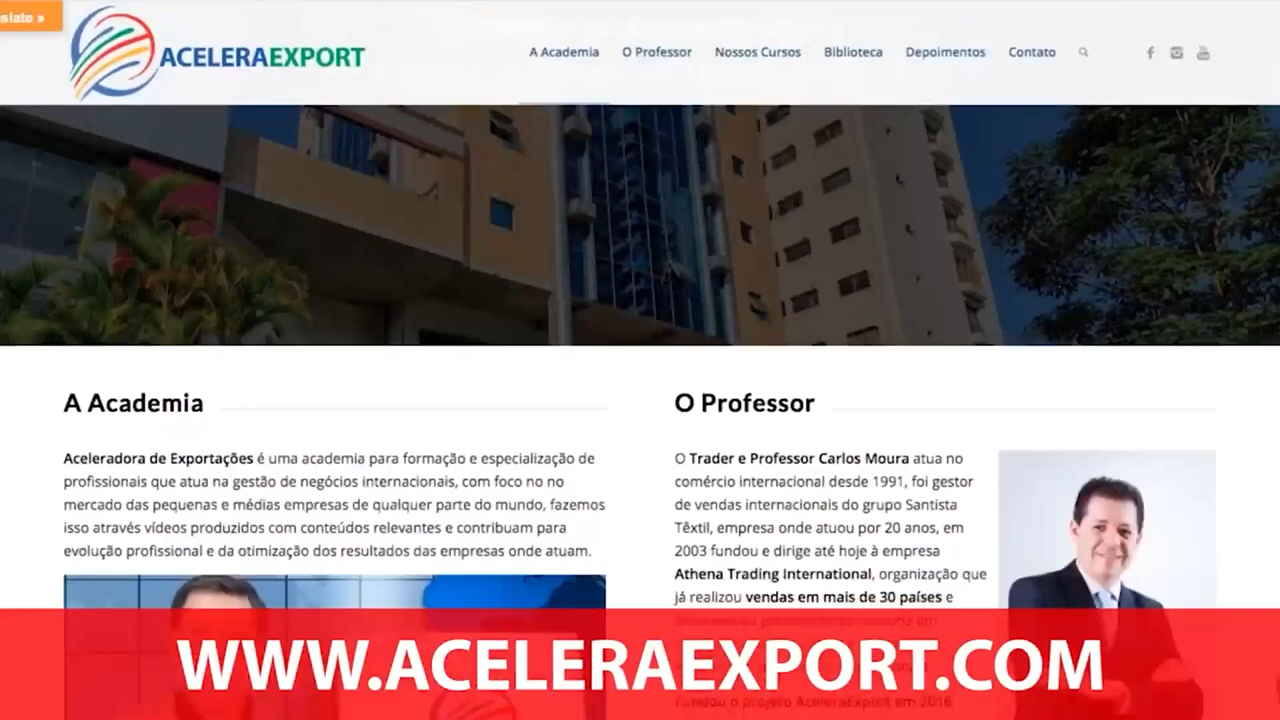 slate »
ACELERAEXPORT
A Academia
O Professor
Nossos Cursos
Biblioteca
Depoimentos
Contato
A Academia
Aceleradora de Exportações é uma academia para formação e especialização de
profissionais que atua na gestão de negócios internacionais, com foco no no
mercado das pequenas e médias empresas de qualquer parte do mundo, fazemos
isso através vídeos produzidos com conteúdos relevantes e contribuam para
evolução profissional e da otimização dos resultados das empresas onde atuam.
O Professor
O Trader e Professor Carlos Moura atua no
comércio internacional desde 1991, foi gestor
de vendas internacionais do grupo Santista
Têxtil, empresa onde atuou por 20 anos, em
2003 fundou e dirige até hoje à empresa
Athena Trading International, organização que
já realizou vendas em mais de 30 países e
fundou o projeto AceleraExport em 2016
WWW.ACELERAEXPORT.COM